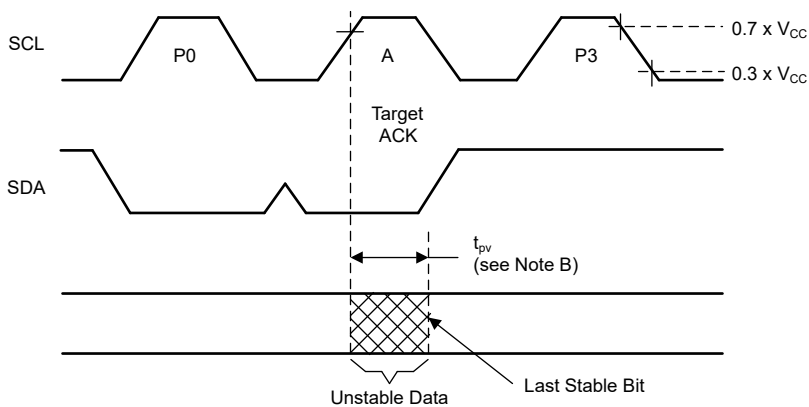 SCL
P0
A
P3
0.7 x VCC
0.3 x VCC
Target
ACK
SDA
tpv
(see Note B)
Unstable Data
Last Stable Bit